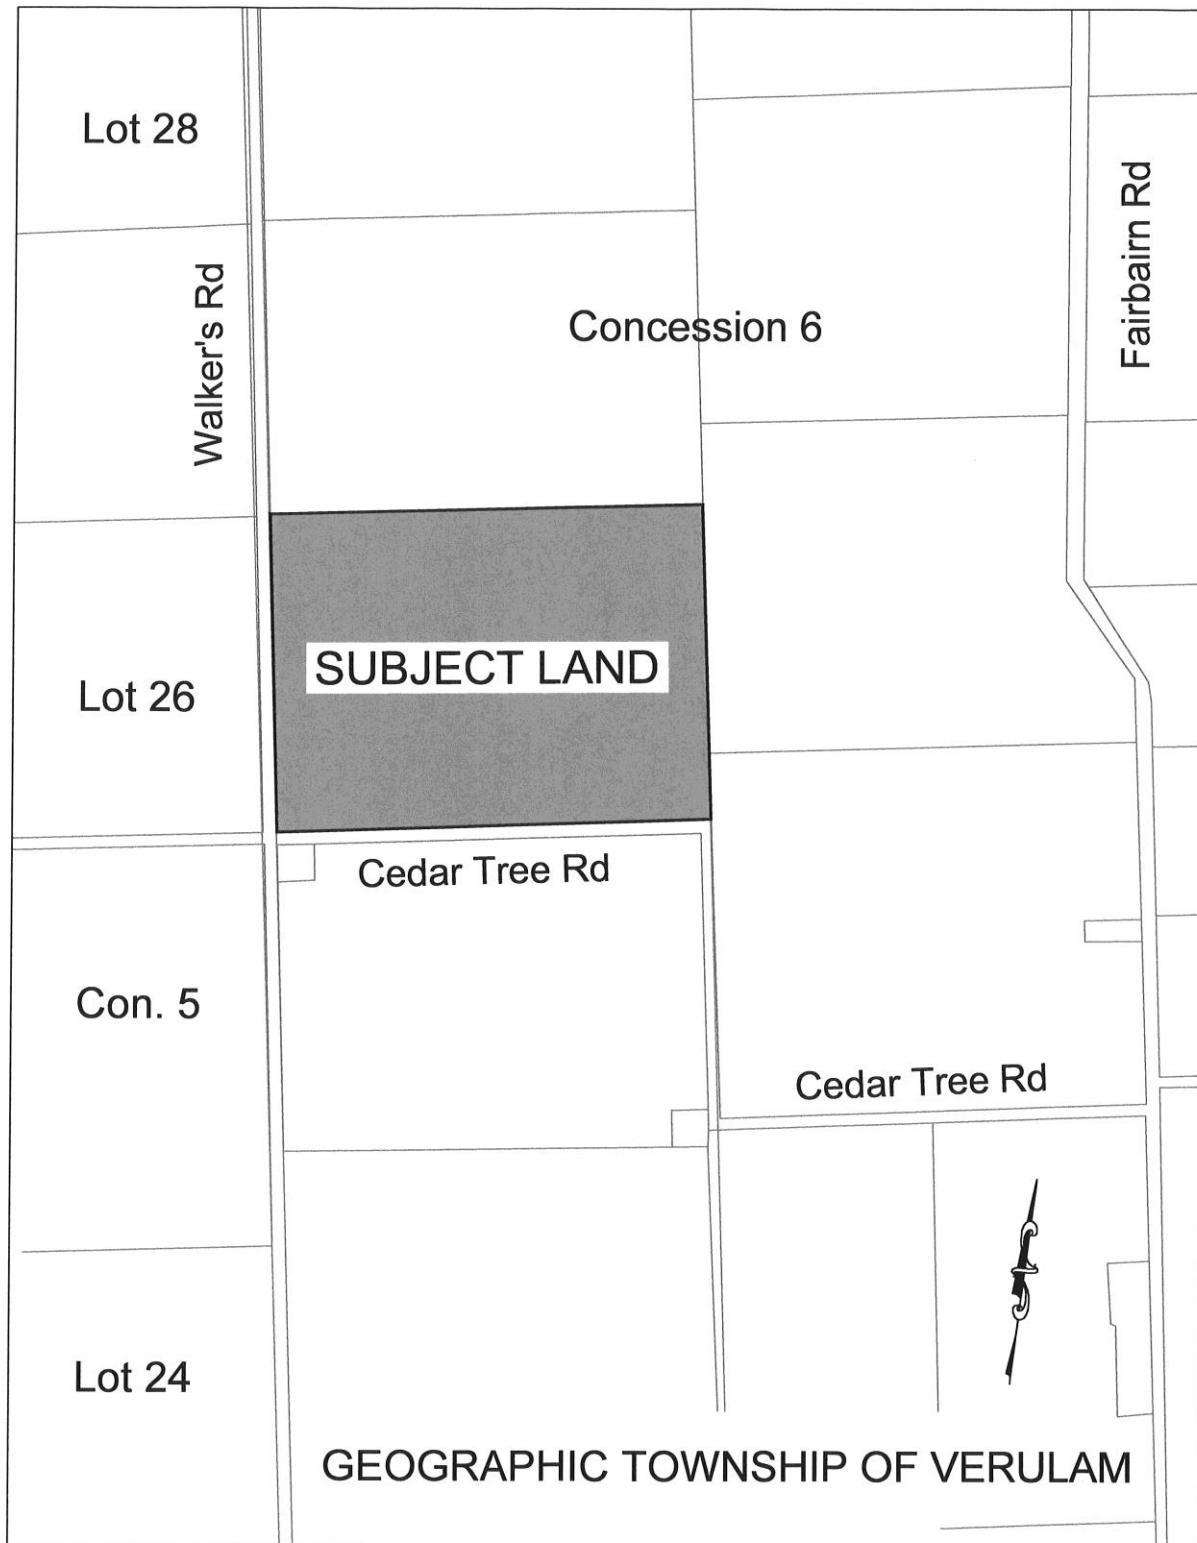 Lot 28
Fairbairn Rd
Walker's Rd
Concession 6
SUBJECT LAND
Lot 26
Cedar Tree Rd
Con. 5
Cedar Tree Rd
Lot 24
GEOGRAPHIC TOWNSHIP OF VERULAM